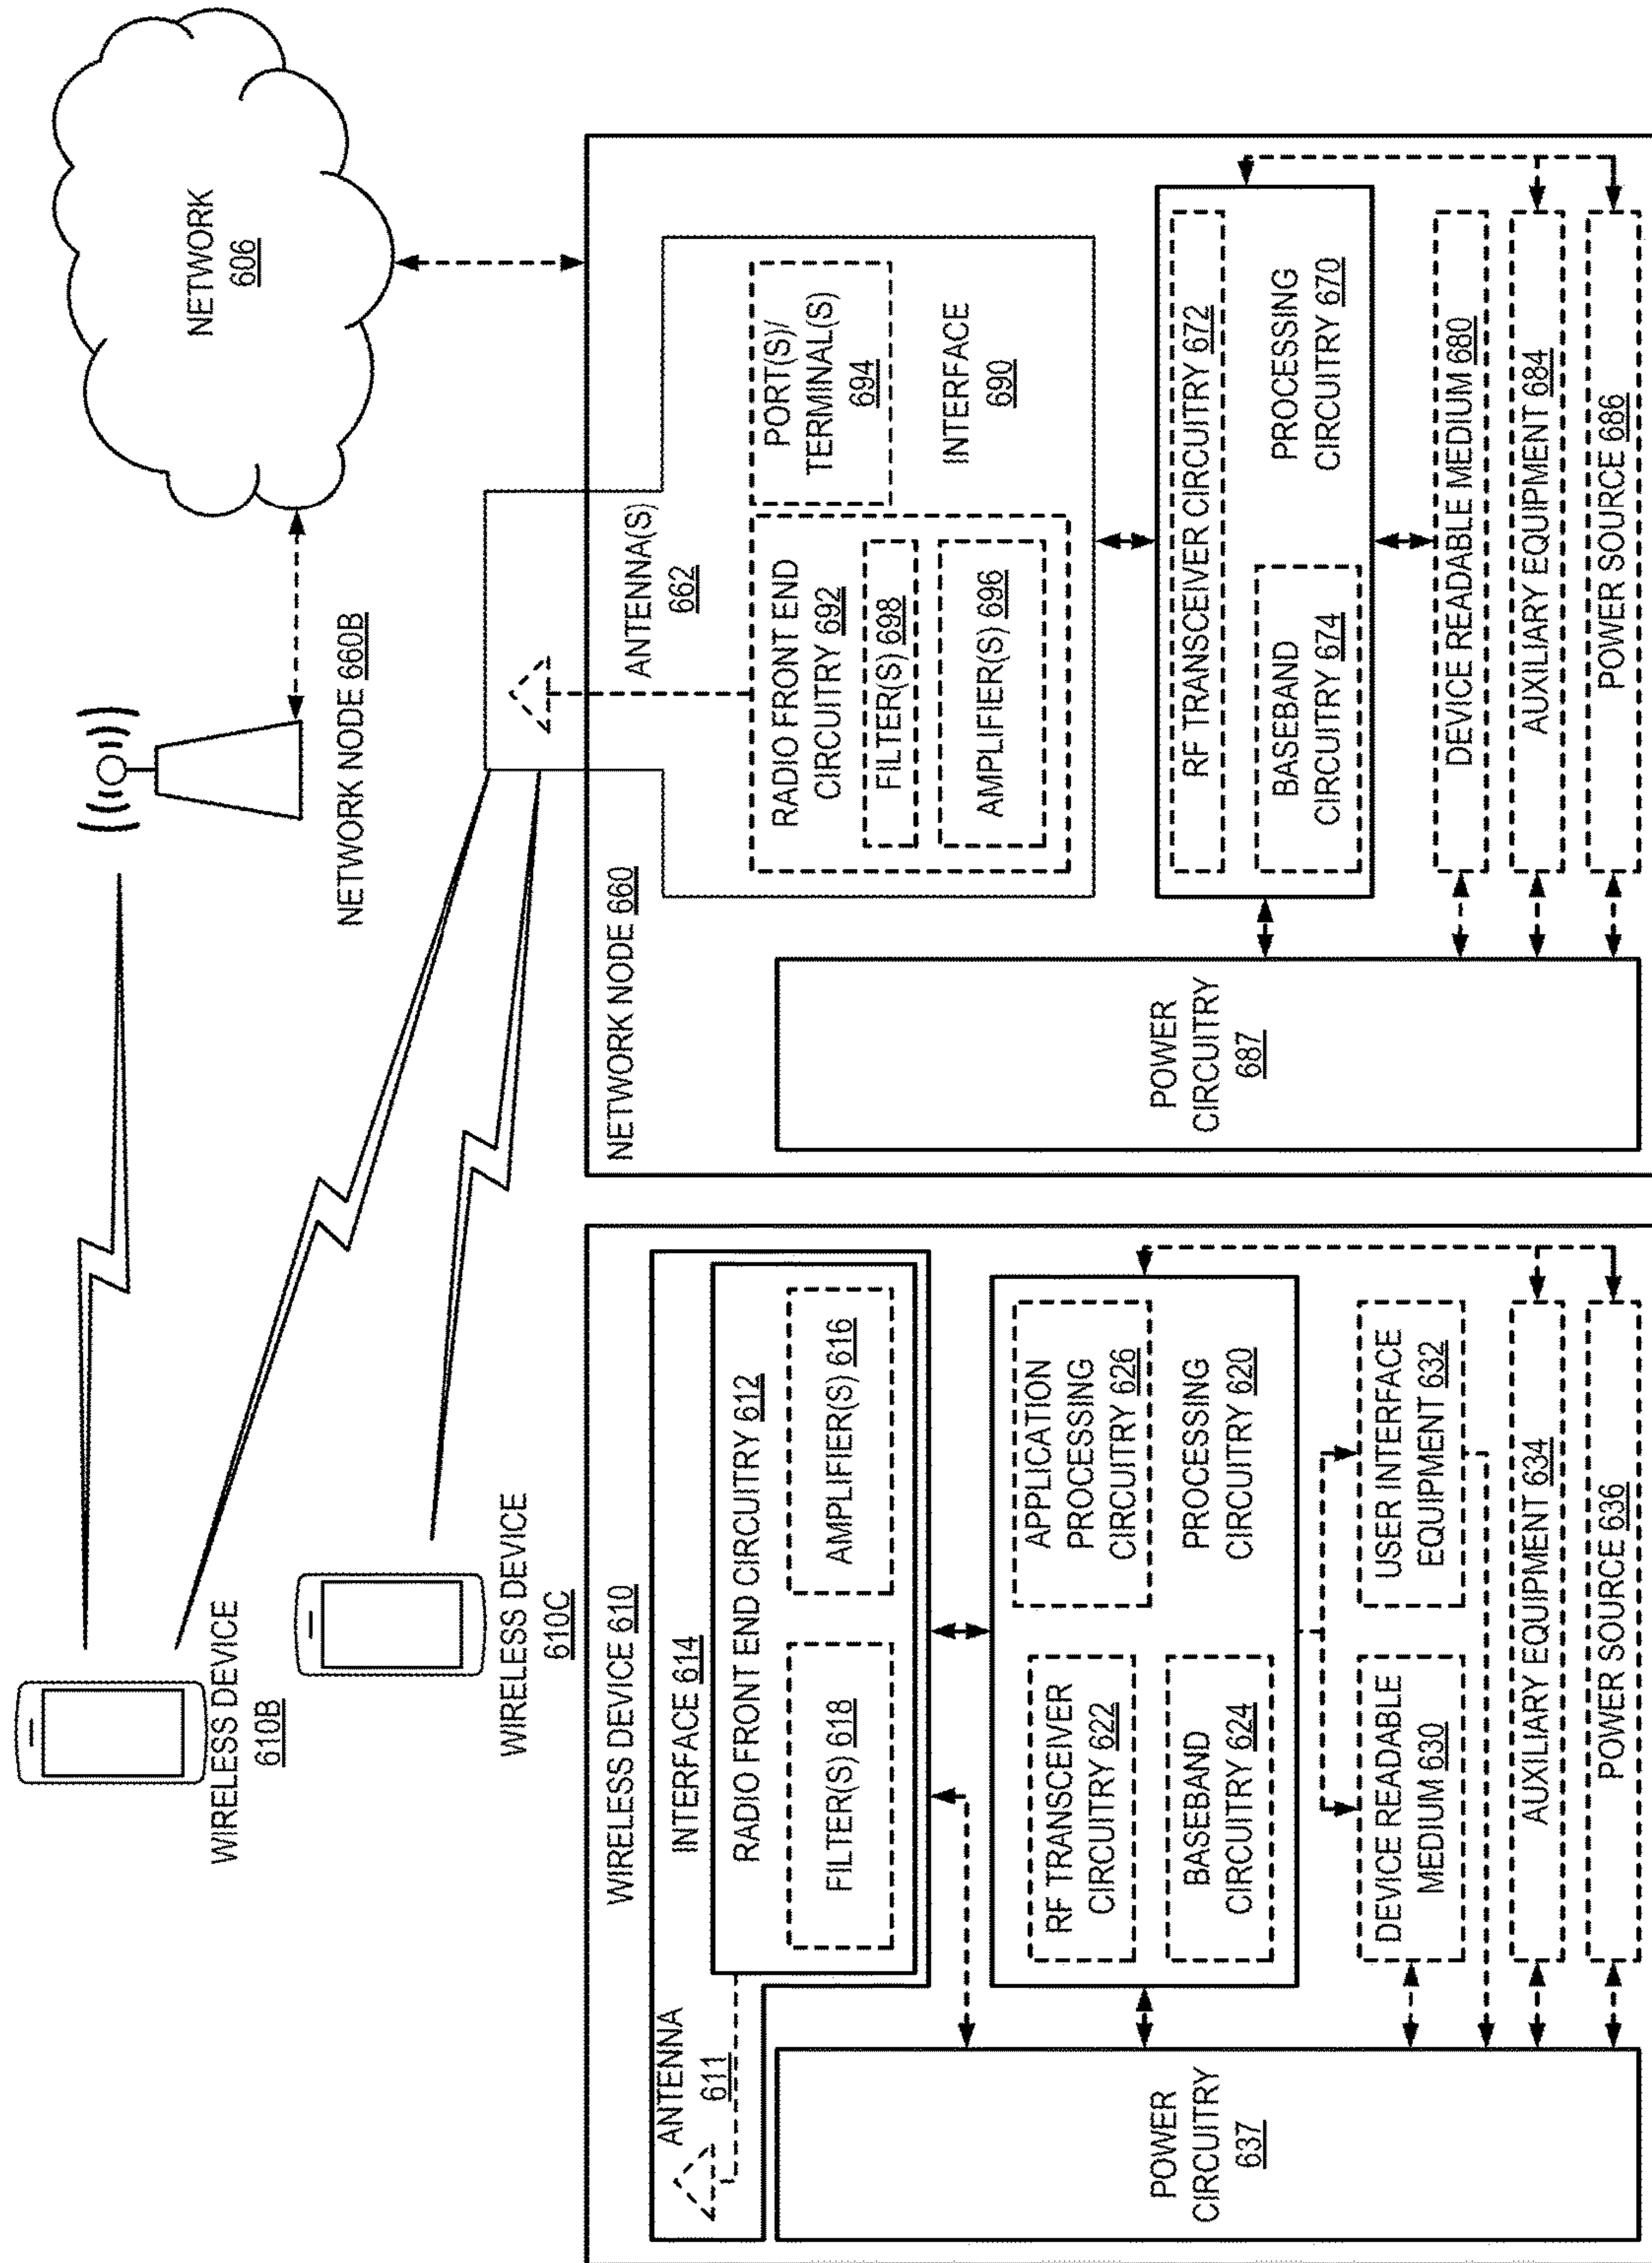 NETWORK
606
NETWORK NODE 660B
WIRELESS DEVICE
610B
WIRELESS DEVICE
610C
WIRELESS DEVICE 610
ANTENNA
611
INTERFACE 614
RADIO FRONT END CIRCUITRY 612
FILTER(S) 618
AMPLIFIER(S) 616
RF TRANSCEIVER
CIRCUITRY 622
BASEBAND
CIRCUITRY 624
APPLICATION
PROCESSING
CIRCUITRY 626
PROCESSING
CIRCUITRY 620
DEVICE READABLE
MEDIUM 630
USER INTERFACE
EQUIPMENT 632
AUXILIARY EQUIPMENT 634
POWER SOURCE 636
POWER
CIRCUITRY
637
NETWORK NODE 660
ANTENNA(S)
662
RADIO FRONT END
CIRCUITRY 692
FILTER(S) 698
AMPLIFIER(S) 696
PORT(S)/
TERMINAL(S)
694
INTERFACE
690
RF TRANSCEIVER CIRCUITRY 672
BASEBAND
CIRCUITRY 674
PROCESSING
CIRCUITRY 670
DEVICE READABLE MEDIUM 680
AUXILIARY EQUIPMENT 684
POWER SOURCE 686
POWER
CIRCUITRY
687